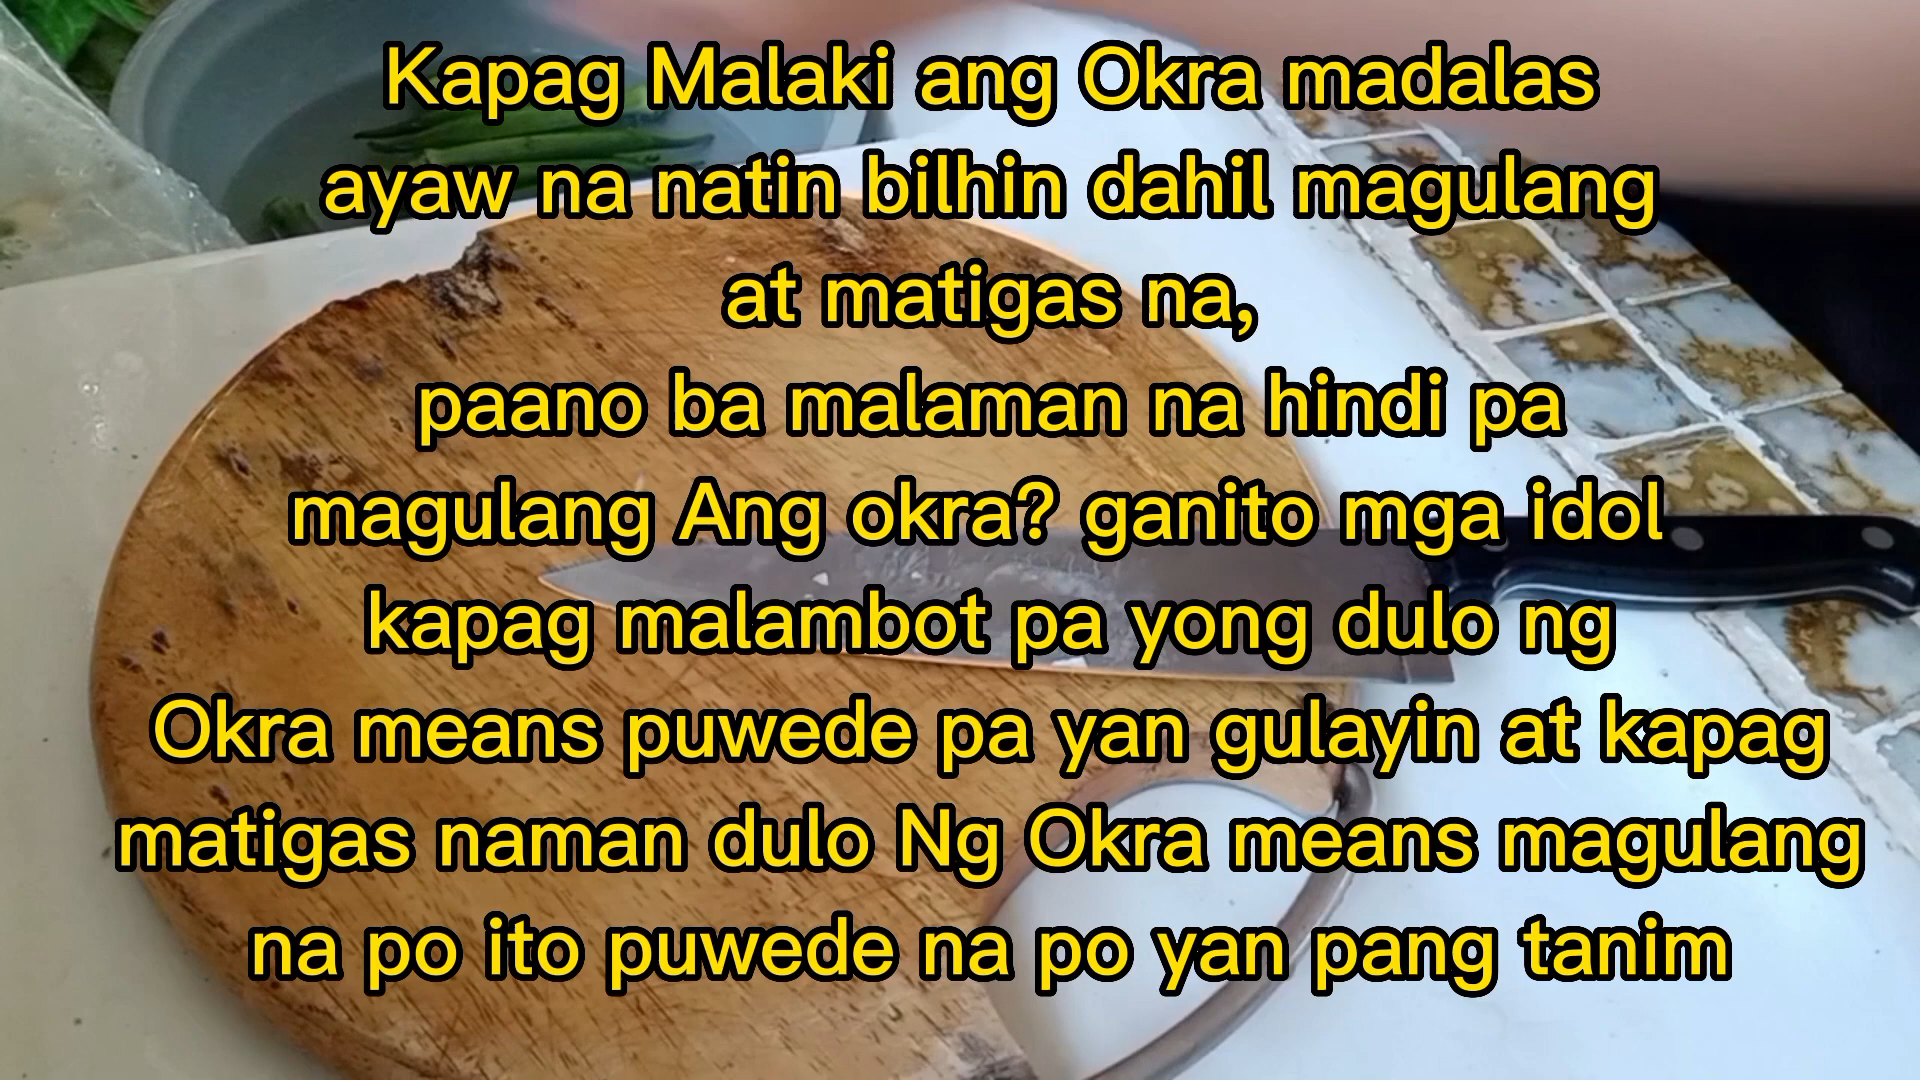 Kapag Malaki ang Okra madalas
ayaw na natin bilhin dahil magulang
at matigas na,
paano ba malaman na hindi pa
magulang Ang okra? ganito mga idol
kapag malambot pa yong dulo ng
Okra means puwede pa yan gulayin at kapag
matigas naman dulo Ng Okra means magulang
na po ito puwede na po yan pang tanim